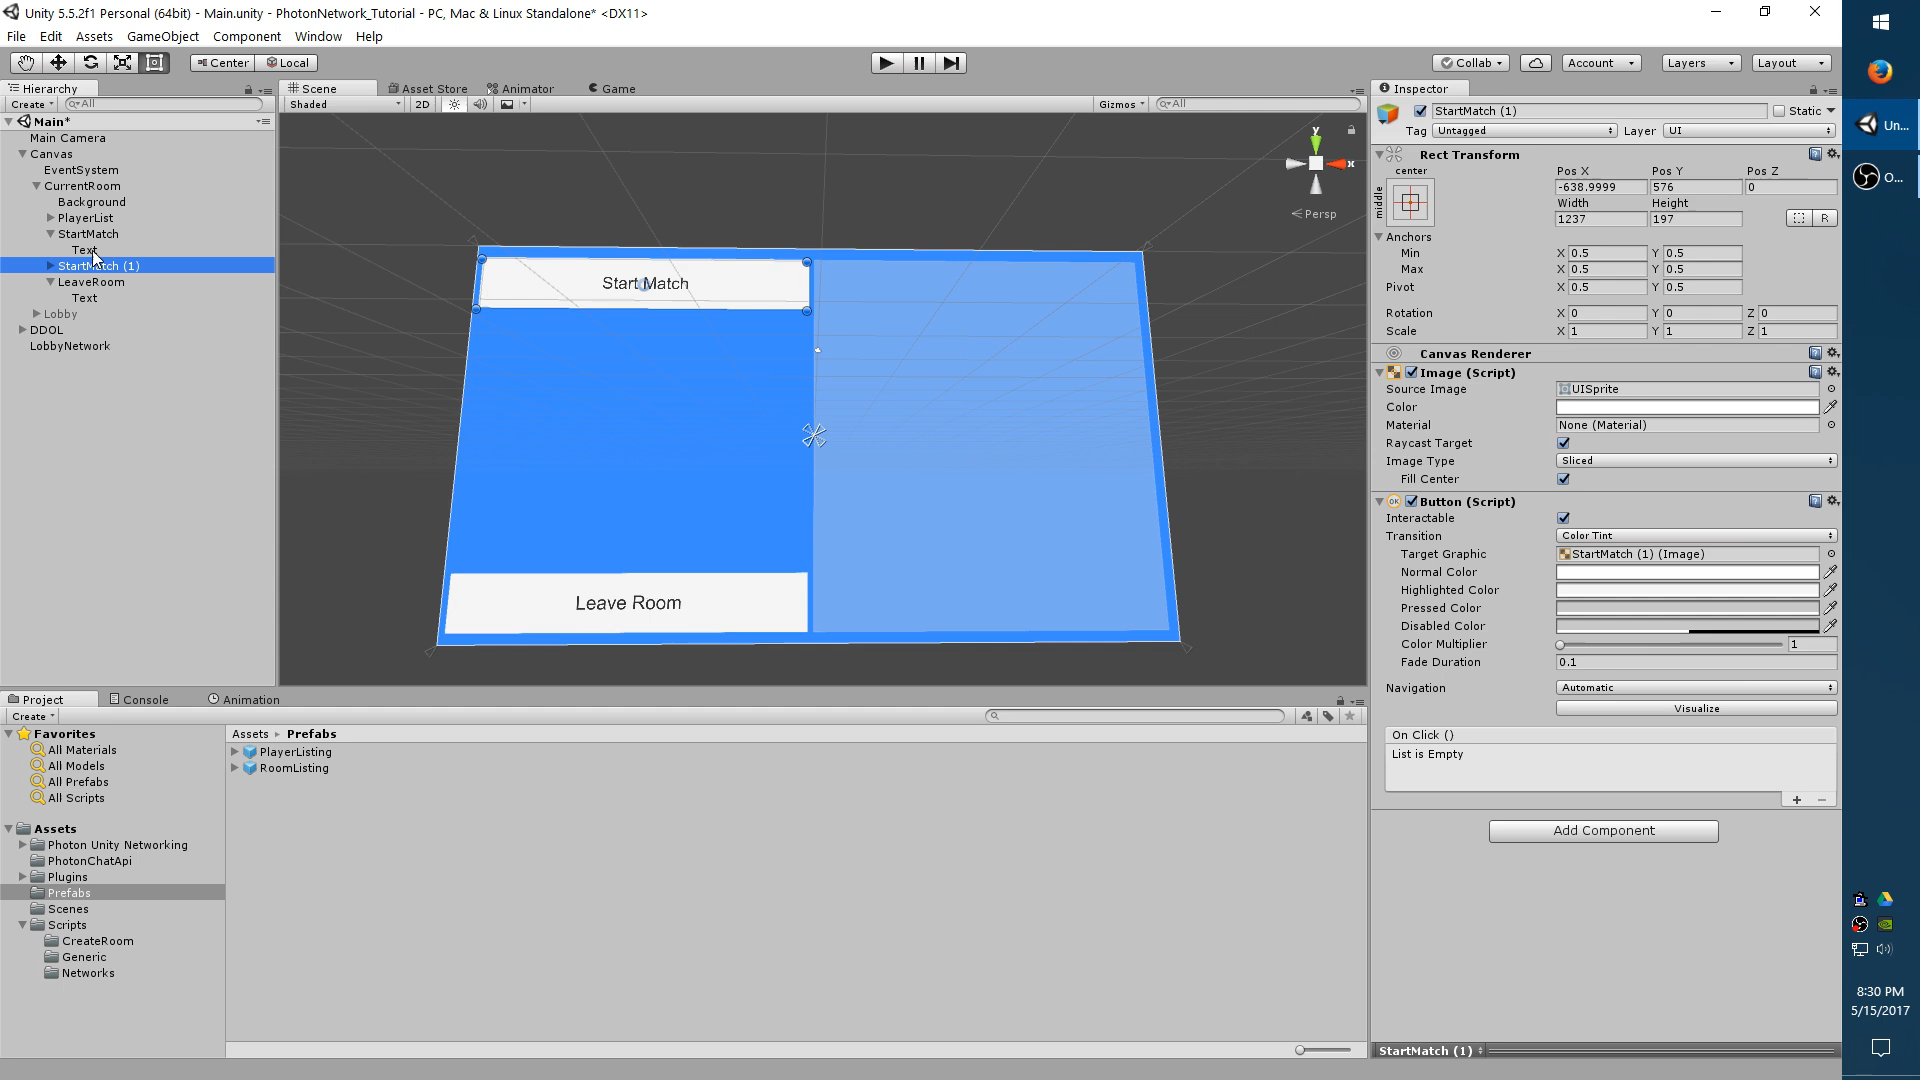 Unity 5.5.2f1 Personal (64bit) - Main.unity - PhotonNetwork_Tutorial - PC, Mac & Linux Standalone* <DX11>
File Edit Assets GameObject Component Window Help
Center Local
Collab Account Layers Layout
Hierarchy
Create All
Main*
Main Camera
Canvas
EventSystem
CurrentRoom
Background
PlayerList
StartMatch
Text
StartMatch (1)
LeaveRoom
Text
Lobby
DDOL
LobbyNetwork
Scene Asset Store Animator Game
Shaded 2D Gizmos All
y
x
Persp
Start Match
Leave Room
Inspector
StartMatch (1) Static
Tag Untagged Layer UI
Rect Transform
center
middle
Pos X Pos Y Pos Z
-638.9999 576 0
Width Height
1237 197 R
Anchors
Min X 0.5 Y 0.5
Max X 0.5 Y 0.5
Pivot X 0.5 Y 0.5
Rotation X 0 Y 0 Z 0
Scale X 1 Y 1 Z 1
Canvas Renderer
Image (Script)
Source Image UISprite
Color
Material None (Material)
Raycast Target
Image Type Sliced
Fill Center
OK Button (Script)
Interactable
Transition Color Tint
Target Graphic StartMatch (1) (Image)
Normal Color
Highlighted Color
Pressed Color
Disabled Color
Color Multiplier 1
Fade Duration 0.1
Navigation Automatic
Visualize
On Click ()
List is Empty
+ −
Add Component
StartMatch (1)
Project Console Animation
Create
Favorites
All Materials
All Models
All Prefabs
All Scripts
Assets
Photon Unity Networking
PhotonChatApi
Plugins
Prefabs
Scenes
Scripts
CreateRoom
Generic
Networks
Assets ▸ Prefabs
PlayerListing
RoomListing
Un...
O...
8:30 PM
5/15/2017